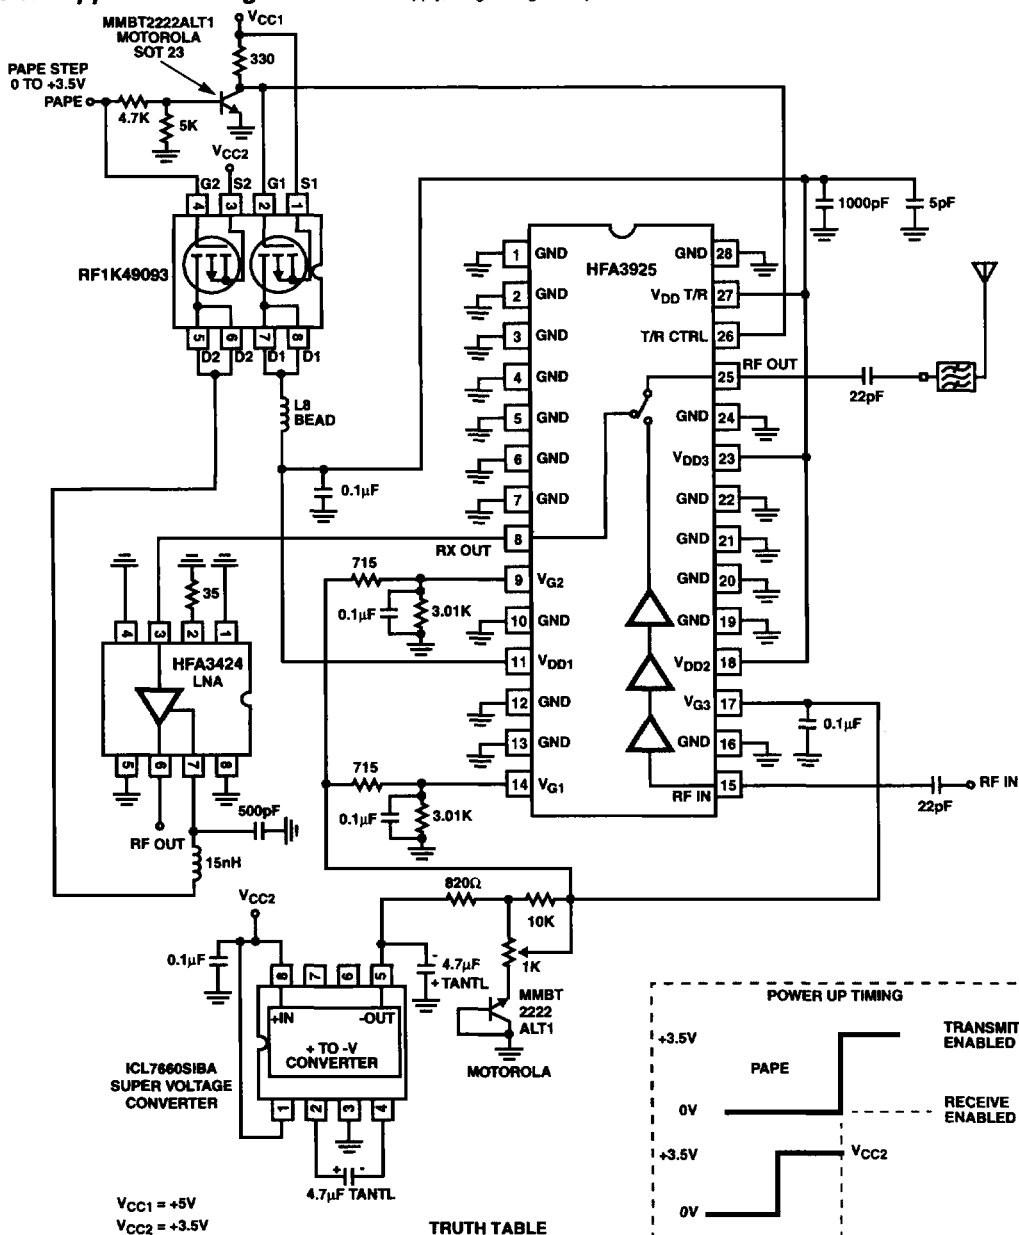 MMBT2222ALT1
MOTOROLA
SOT 23
VCC1
330
PAPE STEP
0 TO +3.5V
PAPE
4.7K
5K
VCC2
G2 S2 G1 S1
4 3 2 1
RF1K49093
5 6 7 8
D2 D2 D1 D1
L8
BEAD
0.1µF
1000pF
5pF
HFA3925
1 GND
2 GND
3 GND
4 GND
5 GND
6 GND
7 GND
RX OUT 8
9 VG2
10 GND
11 VDD1
12 GND
13 GND
14 VG1
GND 28
VDD T/R 27
T/R CTRL 26
25 RF OUT
GND 24
VDD3 23
GND 22
GND 21
GND 20
GND 19
VDD2 18
VG3 17
GND 16
RF IN 15
22pF
0.1µF
22pF
RF IN
715
0.1µF
3.01K
715
0.1µF
3.01K
35
4 3 2 1
HFA3424
LNA
5 6 7 8
RF OUT
500pF
15nH
820Ω
10K
1K
VCC2
0.1µF
8 7 6 5
4.7µF
+ TANTL
-
+IN
-OUT
+ TO -V
CONVERTER
ICL7660SIBA
SUPER VOLTAGE
CONVERTER
1 2 3 4
+ -
4.7µF TANTL
MMBT
2222
ALT1
MOTOROLA
POWER UP TIMING
+3.5V
PAPE
0V
TRANSMIT
ENABLED
RECEIVE
ENABLED
+3.5V
VCC2
0V
VCC1 = +5V
VCC2 = +3.5V
TRUTH TABLE